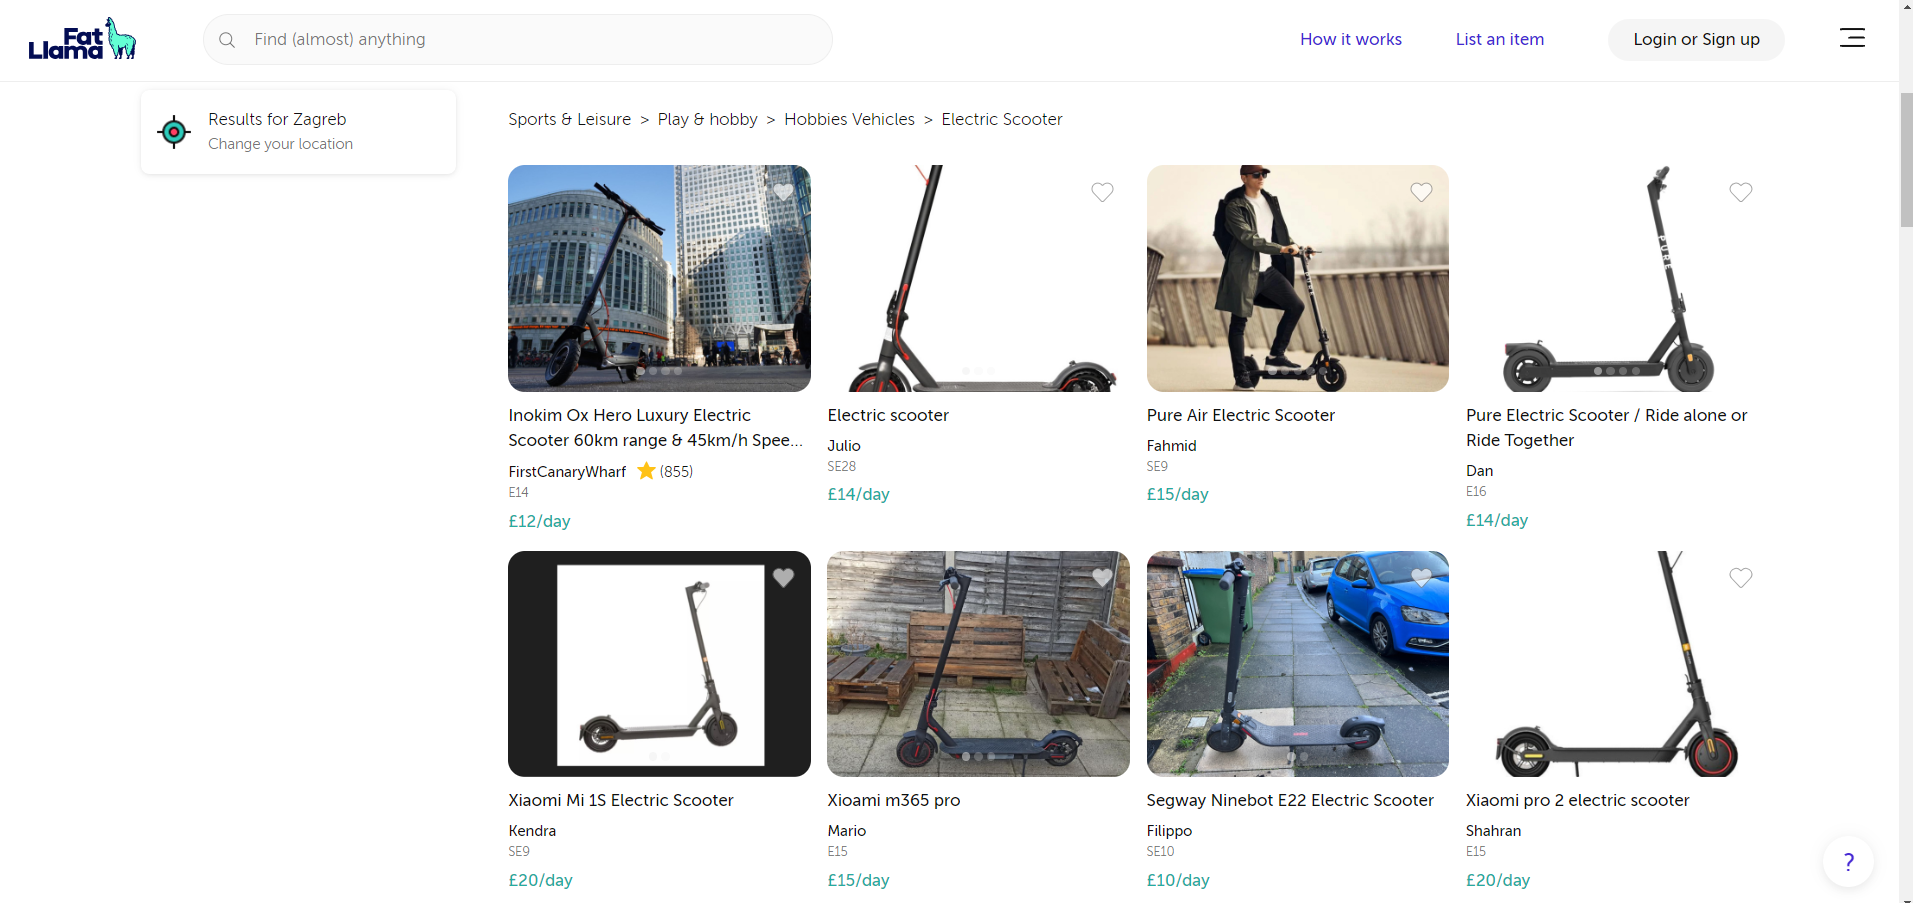 Fat
Llama
Find (almost) anything
How it works
List an item
Login or Sign up
Results for Zagreb
Change your location
Sports & Leisure > Play & hobby > Hobbies Vehicles > Electric Scooter
Inokim Ox Hero Luxury Electric
Scooter 60km range & 45km/h Spee...
FirstCanaryWharf (855)
E14
£12/day
Electric scooter
Julio
SE28
£14/day
PURE
Pure Air Electric Scooter
Fahmid
SE9
£15/day
PURE
Pure Electric Scooter / Ride alone or
Ride Together
Dan
E16
£14/day
Xiaomi Mi 1S Electric Scooter
Kendra
SE9
£20/day
Xioami m365 pro
Mario
E15
£15/day
Segway Ninebot E22 Electric Scooter
Filippo
SE10
£10/day
Xiaomi pro 2 electric scooter
Shahran
E15
£20/day
?